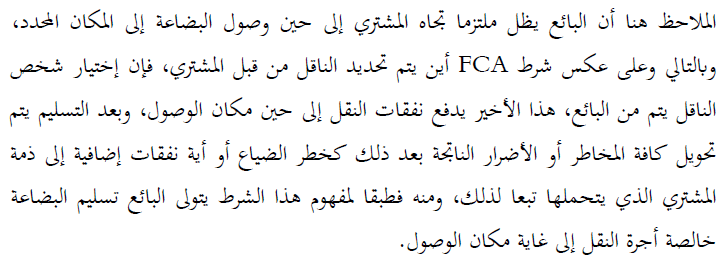 الملاحظ هنا أن البائع يظل ملتزما تجاه المشتري إلى حين وصول البضاعة إلى المكان المحدد،
وبالتالي وعلى عكس شرط FCA أين يتم تحديد الناقل من قبل المشتري، فإن إختيار شخص
الناقل يتم من البائع، هذا الأخير يدفع نفقات النقل إلى حين مكان الوصول، وبعد التسليم يتم
تحويل كافة المخاطر أو الأضرار الناتجة بعد ذلك كخطر الضياع أو أية نفقات إضافية إلى ذمة
المشتري الذي يتحملها تبعا لذلك، ومنه فطبقا لمفهوم هذا الشرط يتولى البائع تسليم البضاعة
خالصة أجرة النقل إلى غاية مكان الوصول.